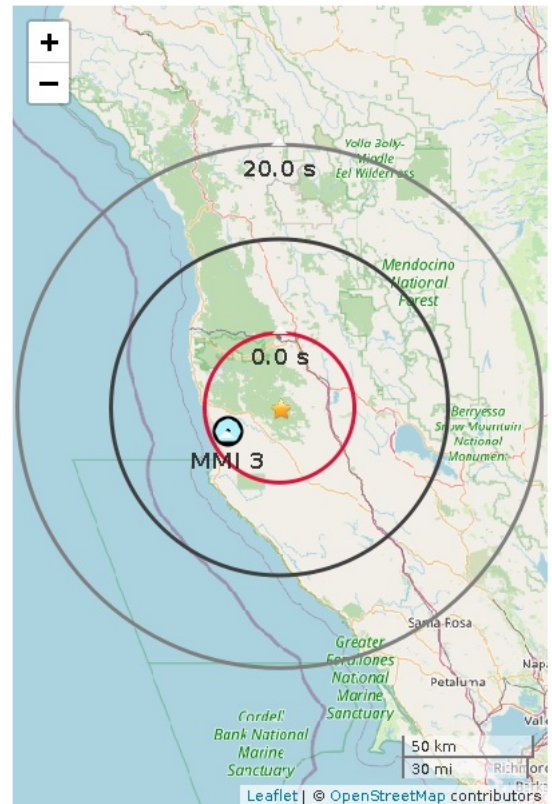 +
−
Yolla Bolly-
Middle
Eel Wilderness
20.0 s
Mendocino
National
Forest
0.0 s
Berryessa
Snow Mountain
National
Monument
MMI 3
Santa Rosa
Greater
Farallones
National
Marine
Sanctuary
Petaluma
Napa
Cordell
Bank National
Marine
Sanctuary
50 km
30 mi
Richmond
Leaflet | © OpenStreetMap contributors